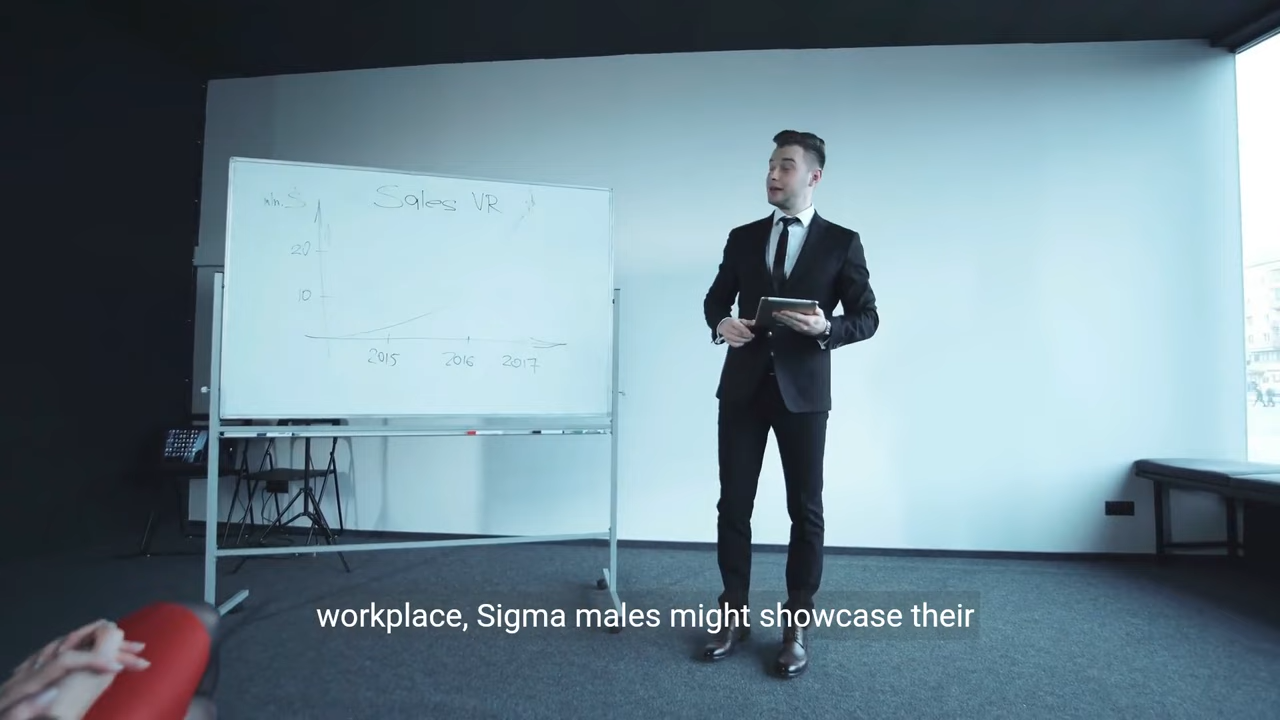 Sales VR
mln. $
20
10
2015 2016 2017
workplace, Sigma males might showcase their